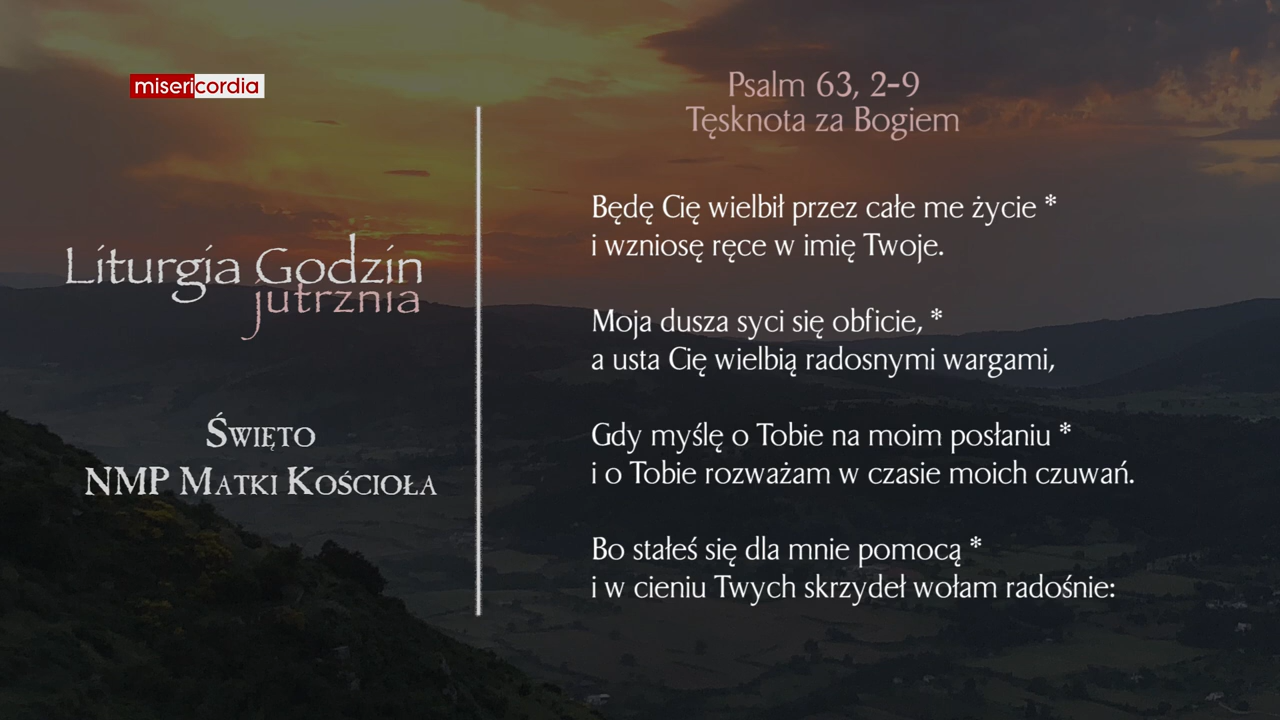 misericordia
Liturgia Godzin
jutrznia
Święto
NMP Matki Kościoła
Psalm 63, 2-9
Tęsknota za Bogiem
Będę Cię wielbił przez całe me życie *
i wzniosę ręce w imię Twoje.
Moja dusza syci się obficie, *
a usta Cię wielbią radosnymi wargami,
Gdy myślę o Tobie na moim posłaniu *
i o Tobie rozważam w czasie moich czuwań.
Bo stałeś się dla mnie pomocą *
i w cieniu Twych skrzydeł wołam radośnie: